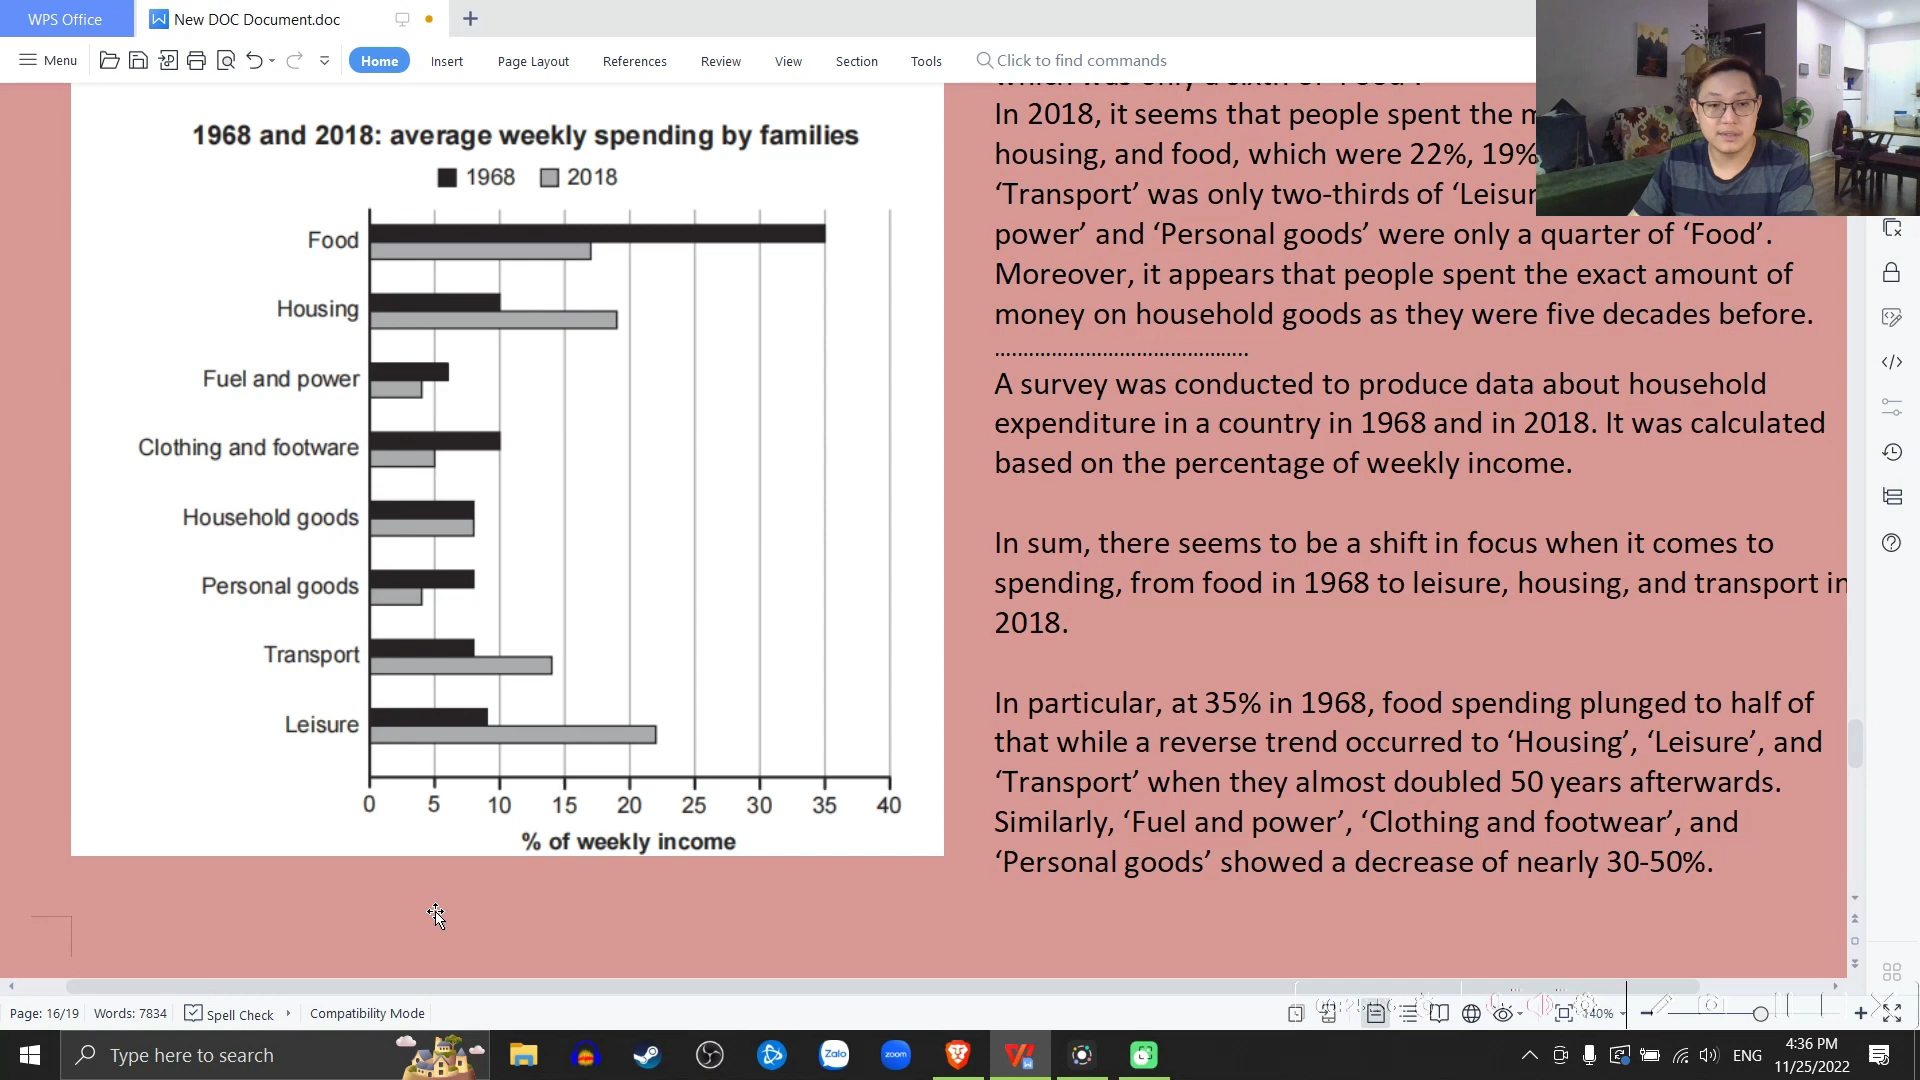 WPS Office
New DOC Document.doc
Menu
Home
Insert
Page Layout
References
Review
View
Section
Tools
Click to find commands
1968 and 2018: average weekly spending by families
1968
2018
Food
Housing
Fuel and power
Clothing and footware
Household goods
Personal goods
Transport
Leisure
0 5 10 15 20 25 30 35 40
% of weekly income
which was only a sixth of 'Food'.
In 2018, it seems that people spent the
housing, and food, which were 22%, 19%
'Transport' was only two-thirds of
power' and 'Personal goods' were only a quarter of 'Food'.
Moreover, it appears that people spent the exact amount of
money on household goods as they were five decades before.
..........................................
A survey was conducted to produce data about household
expenditure in a country in 1968 and in 2018. It was calculated
based on the percentage of weekly income.
In sum, there seems to be a shift in focus when it comes to
spending, from food in 1968 to leisure, housing, and transport in
2018.
In particular, at 35% in 1968, food spending plunged to half of
that while a reverse trend occurred to 'Housing', 'Leisure', and
'Transport' when they almost doubled 50 years afterwards.
Similarly, 'Fuel and power', 'Clothing and footwear', and
'Personal goods' showed a decrease of nearly 30-50%.
Page: 16/19
Words: 7834
Spell Check
Compatibility Mode
140%
Type here to search
Zalo
zoom
ENG
4:36 PM
11/25/2022